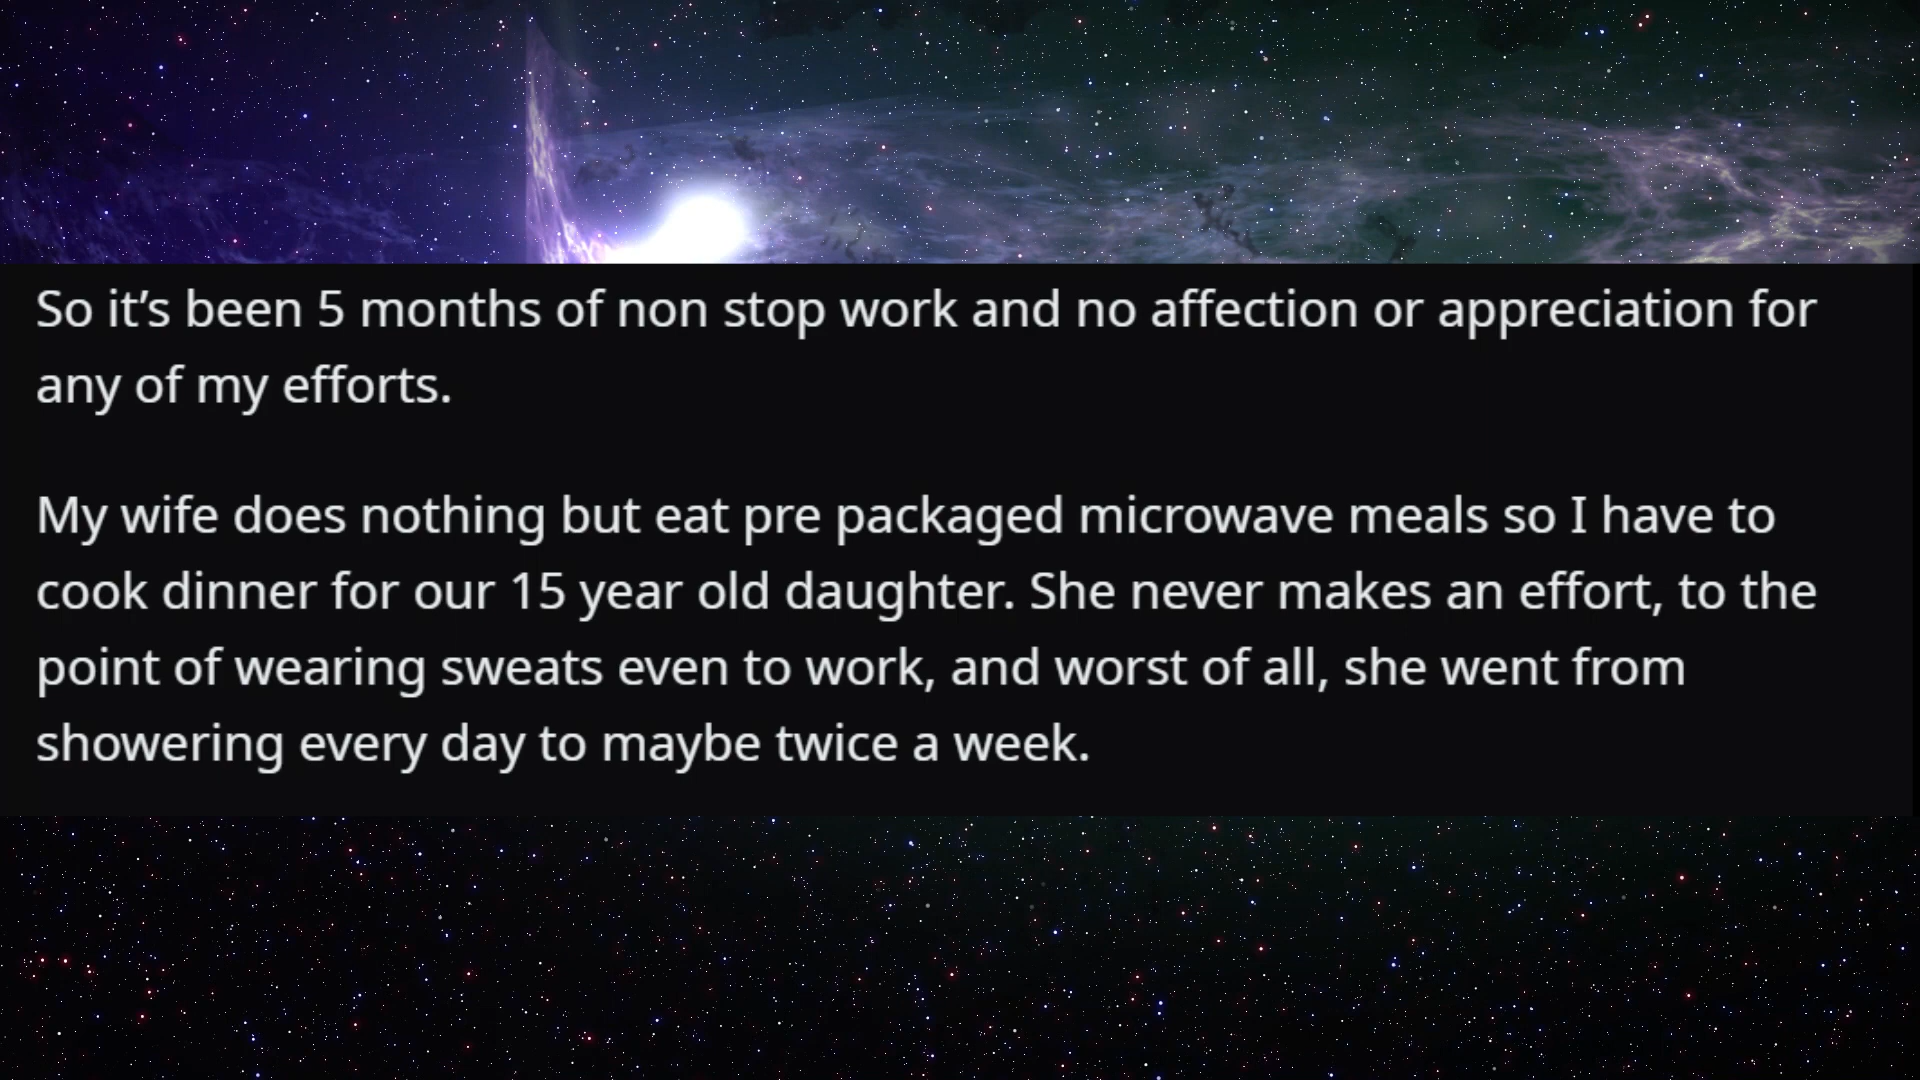 So it’s been 5 months of non stop work and no affection or appreciation for
any of my efforts.
My wife does nothing but eat pre packaged microwave meals so I have to
cook dinner for our 15 year old daughter. She never makes an effort, to the
point of wearing sweats even to work, and worst of all, she went from
showering every day to maybe twice a week.